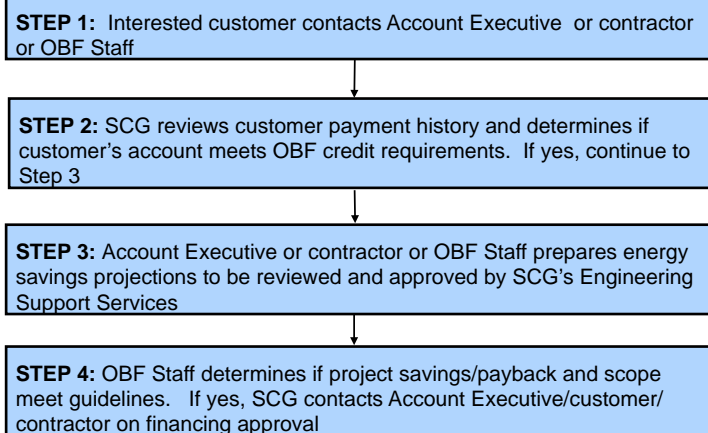 STEP 1: Interested customer contacts Account Executive or contractor
or OBF Staff
STEP 2: SCG reviews customer payment history and determines if
customer's account meets OBF credit requirements. If yes, continue to
Step 3
STEP 3: Account Executive or contractor or OBF Staff prepares energy
savings projections to be reviewed and approved by SCG's Engineering
Support Services
STEP 4: OBF Staff determines if project savings/payback and scope
meet guidelines. If yes, SCG contacts Account Executive/customer/
contractor on financing approval